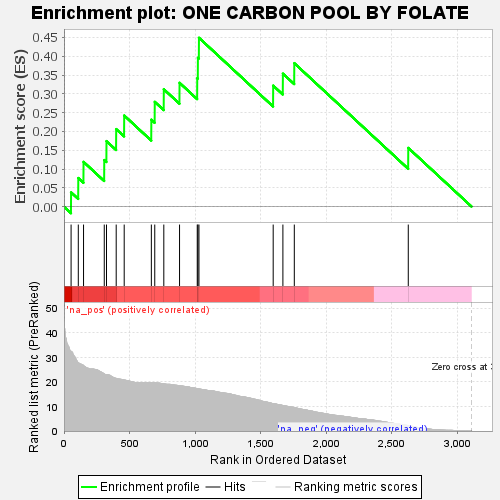 Enrichment plot: ONE CARBON POOL BY FOLATE
Enrichment score (ES)
0.45
0.40
0.35
0.30
0.25
0.20
0.15
0.10
0.05
0.00
'na_pos' (positively correlated)
Ranked list metric (PreRanked)
50
40
30
20
10
0
Zero cross at
'na_neg' (negatively correlated)
0
500
1,000
1,500
2,000
2,500
3,000
Rank in Ordered Dataset
Enrichment profile
Hits
Ranking metric scores